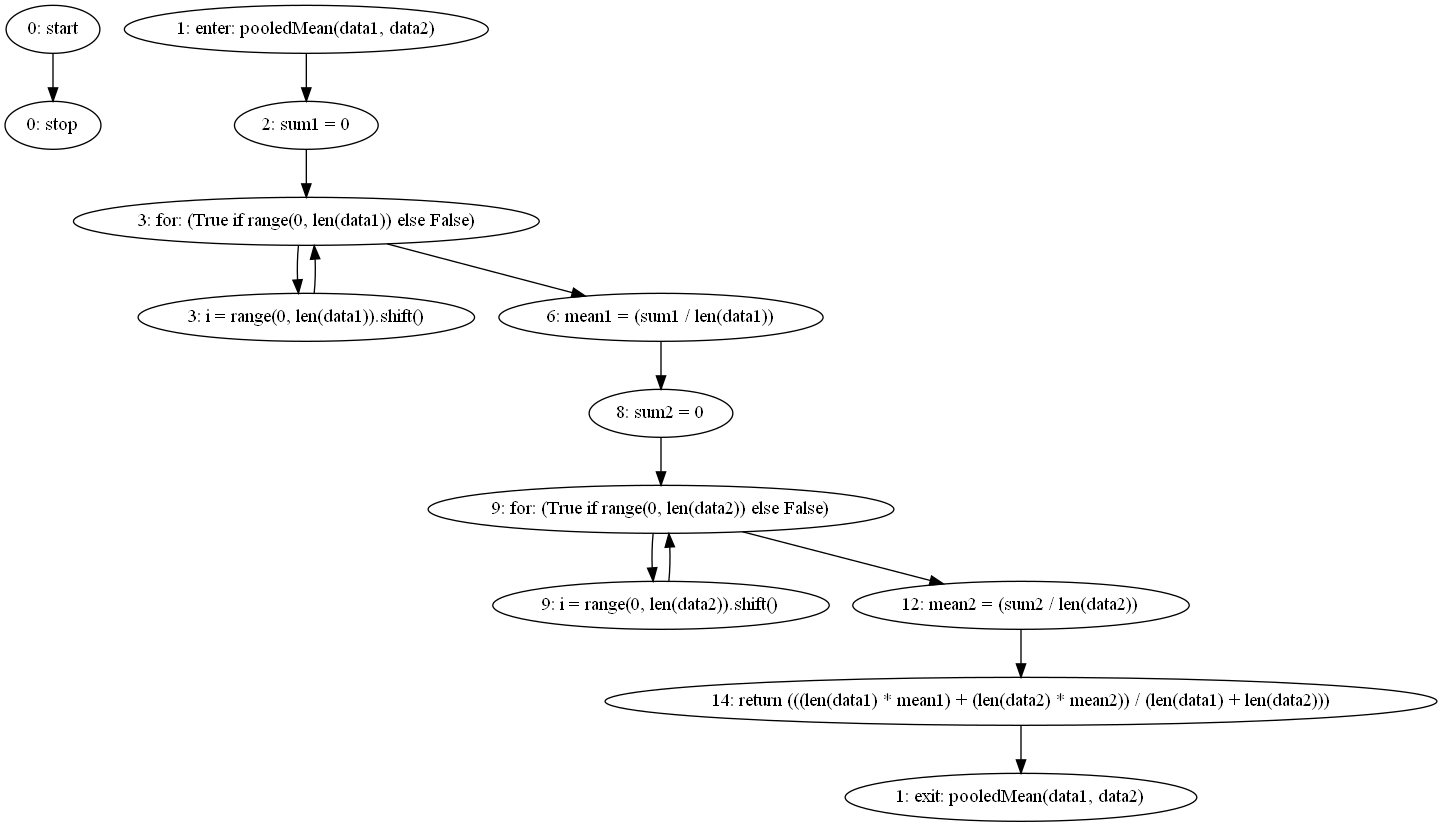 0: start
1: enter: pooledMean(data1, data2)
0: stop
2: sum1 = 0
3: for: (True if range(0, len(data1)) else False)
3: i = range(0, len(data1)).shift()
6: mean1 = (sum1 / len(data1))
8: sum2 = 0
9: for: (True if range(0, len(data2)) else False)
9: i = range(0, len(data2)).shift()
12: mean2 = (sum2 / len(data2))
14: return (((len(data1) * mean1) + (len(data2) * mean2)) / (len(data1) + len(data2)))
1: exit: pooledMean(data1, data2)